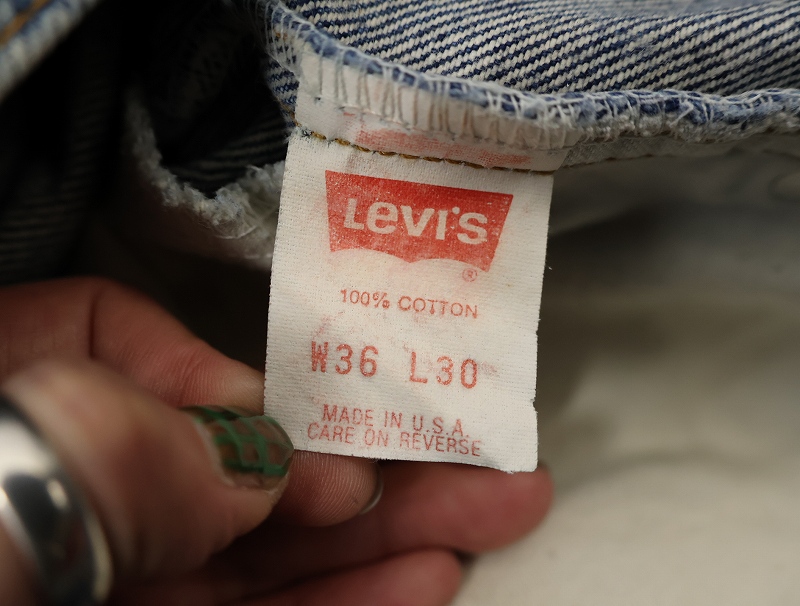 Levi's
®
100% COTTON
W36 L30
MADE IN U.S.A.
CARE ON REVERSE